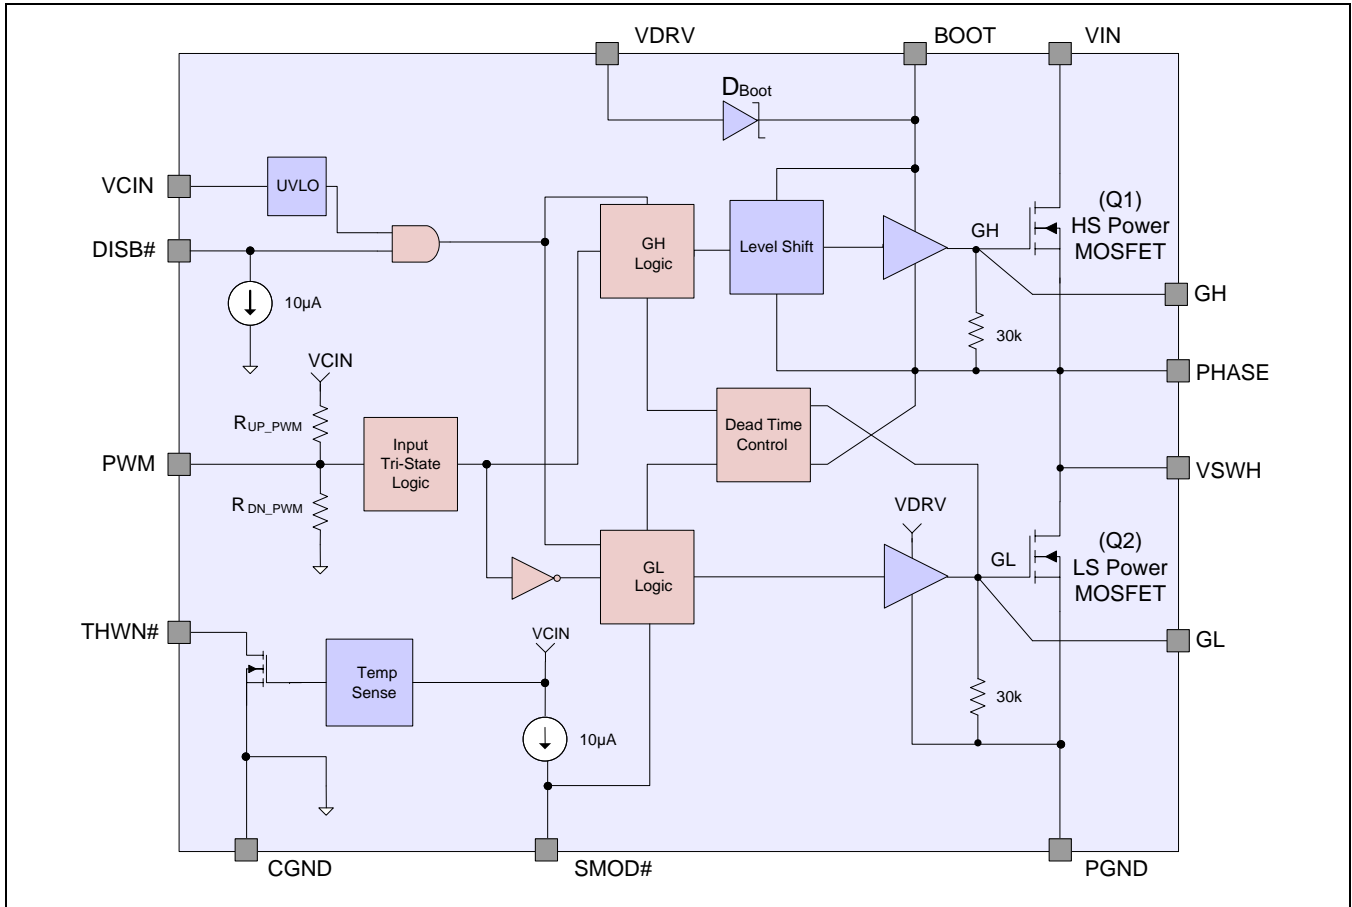 VDRV
BOOT
VIN
DBoot
VCIN
UVLO
(Q1)
HS Power
MOSFET
DISB#
GH
Logic
Level Shift
GH
GH
10µA
30k
VCIN
PHASE
RUP_PWM
Dead Time
Control
Input
Tri-State
Logic
PWM
VSWH
RDN_PWM
VDRV
(Q2)
LS Power
MOSFET
GL
Logic
GL
THWN#
VCIN
GL
Temp
Sense
30k
10µA
CGND
SMOD#
PGND